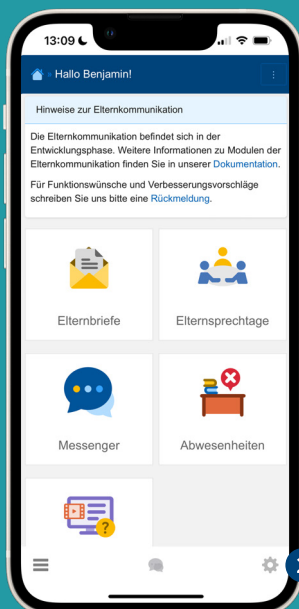 13:09
» Hallo Benjamin!
Hinweise zur Elternkommunikation
Die Elternkommunikation befindet sich in der
Entwicklungsphase. Weitere Informationen zu Modulen der
Elternkommunikation finden Sie in unserer Dokumentation.
Für Funktionswünsche und Verbesserungsvorschläge
schreiben Sie uns bitte eine Rückmeldung.
Elternbriefe
Elternsprechtage
Messenger
Abwesenheiten
?